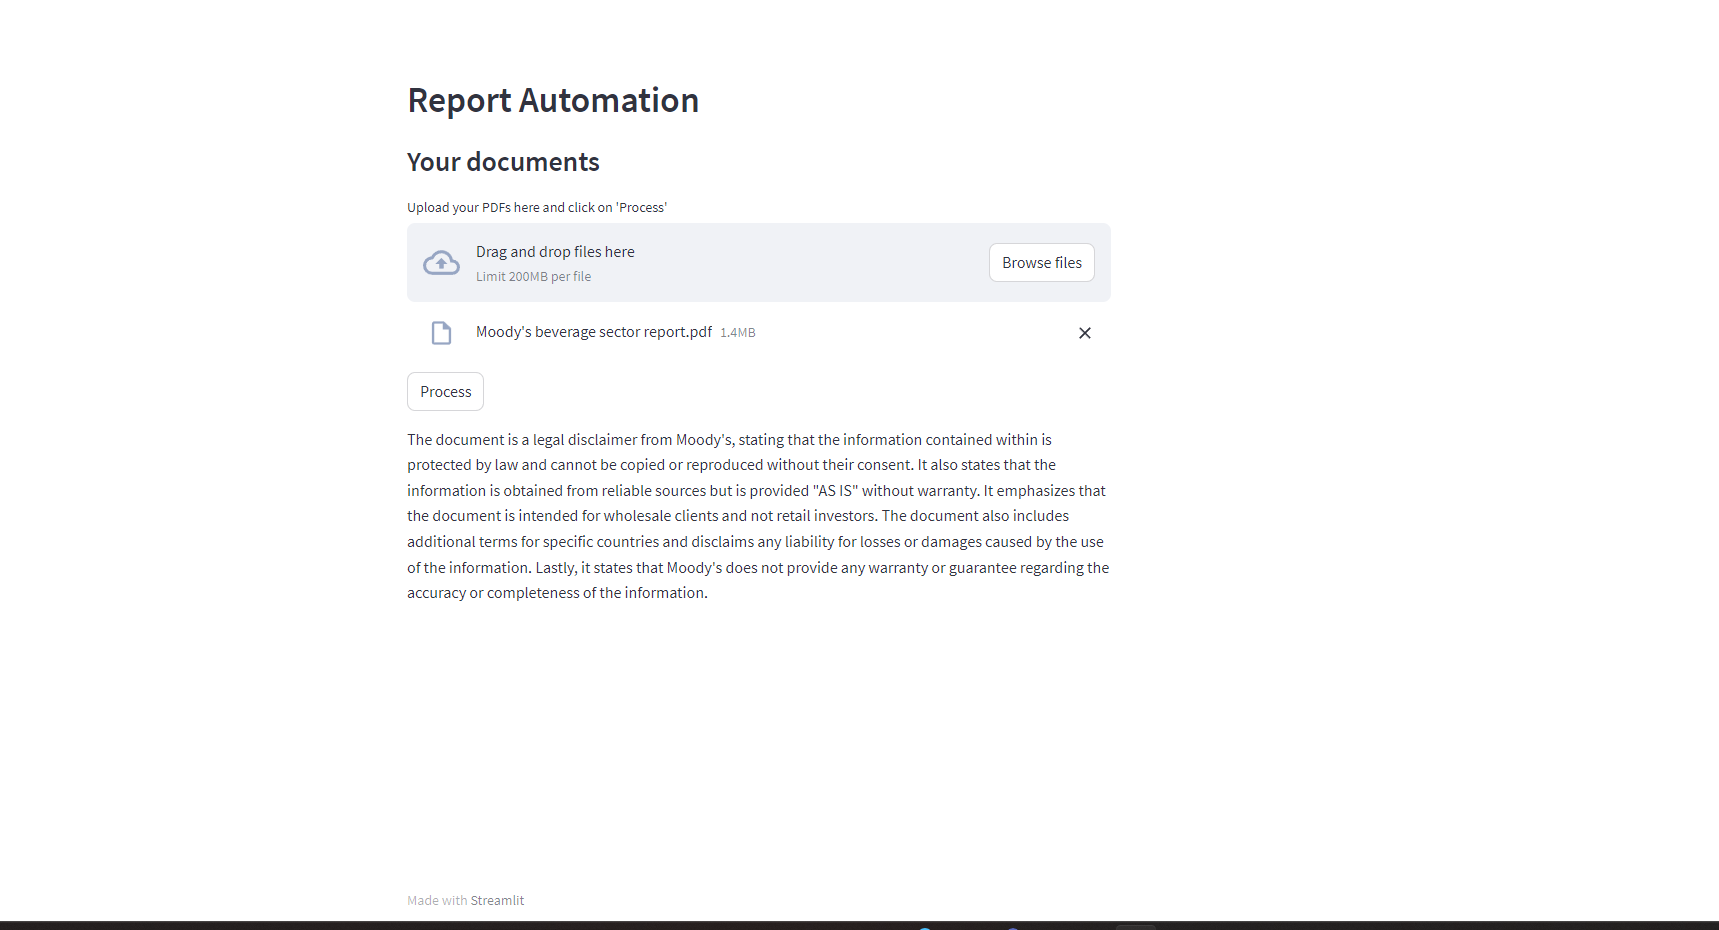 Report Automation
Your documents
Upload your PDFs here and click on 'Process'
Drag and drop files here
Limit 200MB per file
Browse files
Moody's beverage sector report.pdf 1.4MB
Process
The document is a legal disclaimer from Moody's, stating that the information contained within is
protected by law and cannot be copied or reproduced without their consent. It also states that the
information is obtained from reliable sources but is provided "AS IS" without warranty. It emphasizes that
the document is intended for wholesale clients and not retail investors. The document also includes
additional terms for specific countries and disclaims any liability for losses or damages caused by the use
of the information. Lastly, it states that Moody's does not provide any warranty or guarantee regarding the
accuracy or completeness of the information.
Made with Streamlit